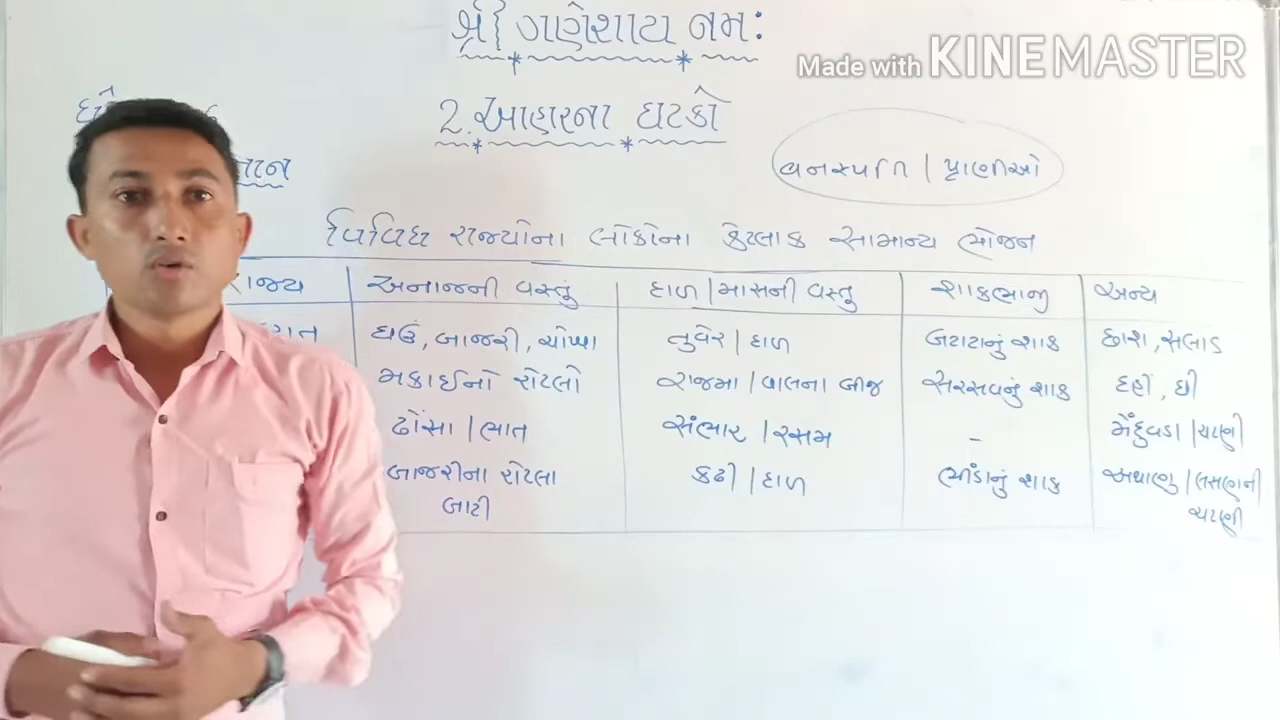 શ્રી ગણેશાય નમ:
Made with KINEMASTER
2. આહારના ઘટકો
વનસ્પતિ | પ્રાણીઓ
વિવિધ રાજ્યોના લોકોના કેટલાક સામાન્ય ભોજન
રાજ્ય અનાજની વસ્તું દાળ | માસની વસ્તુ શાકભાજી અન્ય
ઘઉં, બાજરી, ચોખા તુવેર | દાળ બટાટાનું શાક છાશ, સલાડ
મકાઈનો રોટલો રાજમા | વાલના બીજ સરસવનું શાક દહીં, ઘી
ઢોંસા | ભાત સંભાર | રસમ - મેંદુવડા | ચટણી
બાજરીના રોટલા કઢી | દાળ ભીંડાનું શાક અથાણુ | લસણની
બાટી ચટણી